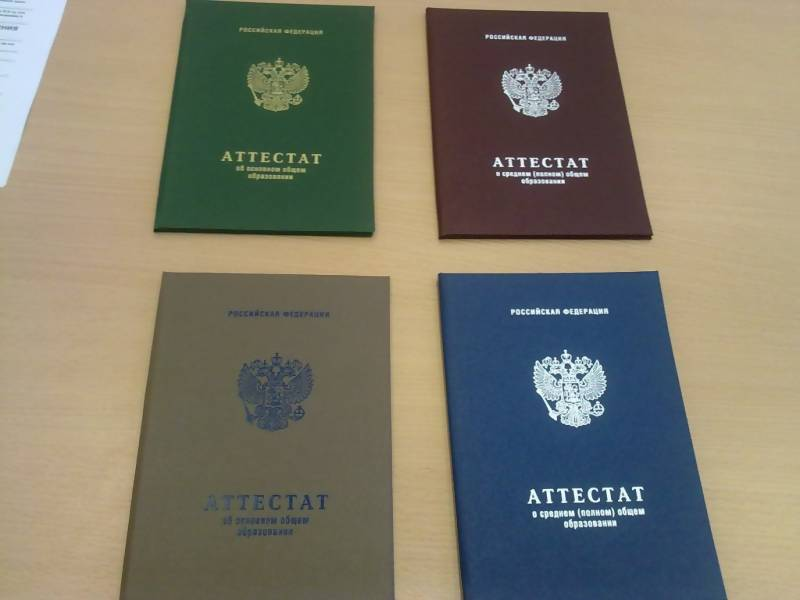 РОССИЙСКАЯ ФЕДЕРАЦИЯ
АТТЕСТАТ
об основном общем
образовании
РОССИЙСКАЯ ФЕДЕРАЦИЯ
АТТЕСТАТ
о среднем (полном) общем
образовании
РОССИЙСКАЯ ФЕДЕРАЦИЯ
АТТЕСТАТ
об основном общем
образовании
РОССИЙСКАЯ ФЕДЕРАЦИЯ
АТТЕСТАТ
о среднем (полном) общем
образовании